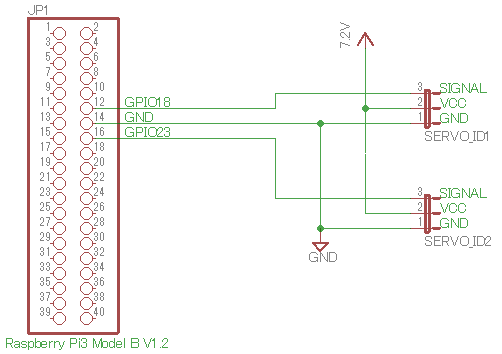 JP1
1 2
3 4
5 6
7 8
9 10
11 12 GPIO18
13 14 GND
15 16 GPIO23
17 18
19 20
21 22
23 24
25 26
27 28
29 30
31 32
33 34
35 36
37 38
39 40
Raspberry Pi3 Model B V1.2
7.2V
3 SIGNAL
2 VCC
1 GND
SERVO_ID1
3 SIGNAL
2 VCC
1 GND
SERVO_ID2
GND